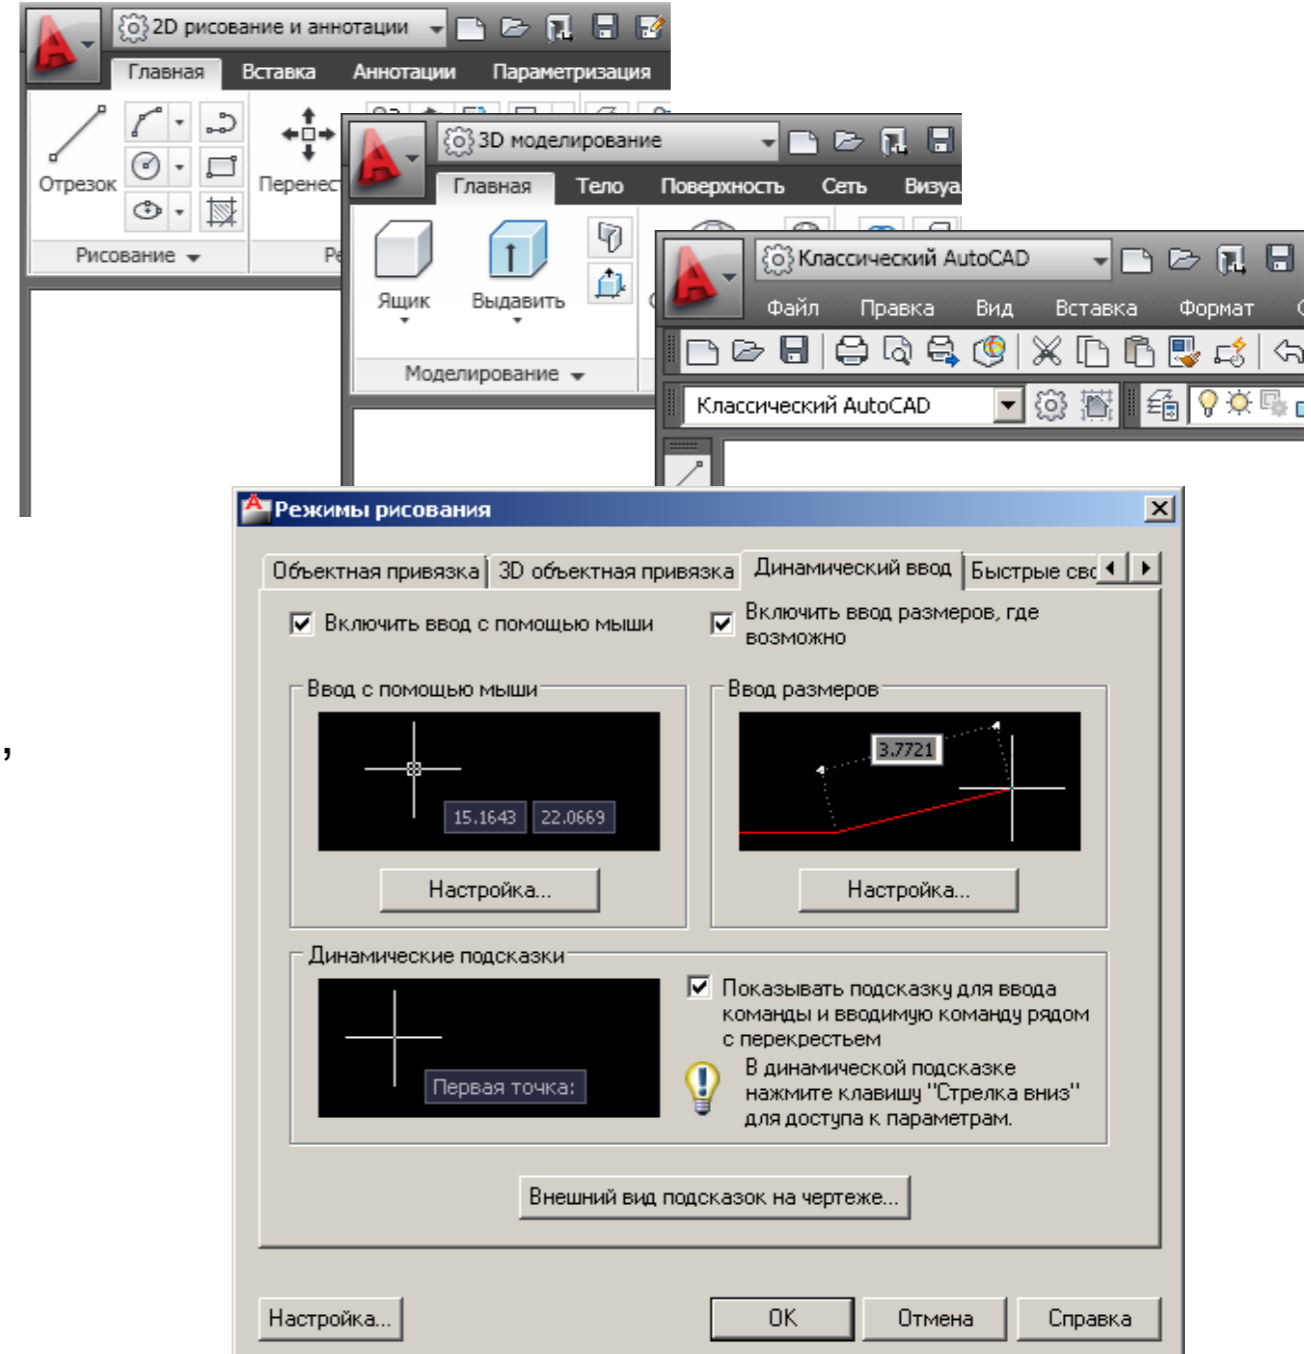 2D рисование и аннотации
Главная Вставка Аннотации Параметризация
Отрезок
Рисование
3D моделирование
Главная Тело Поверхность Сеть
Ящик Выдавить
Моделирование
Классический AutoCAD
Файл Правка Вид Вставка Формат
Классический AutoCAD
Режимы рисования
Объектная привязка 3D объектная привязка Динамический ввод Быстрые
Включить ввод с помощью мыши
Включить ввод размеров, где
возможно
Ввод с помощью мыши
15.1643 22.0669
Настройка...
Ввод размеров
3.7721
Настройка...
,
Динамические подсказки
Первая точка:
Показывать подсказку для ввода
команды и вводимую команду рядом
с перекрестьем
В динамической подсказке
нажмите клавишу "Стрелка вниз"
для доступа к параметрам.
Внешний вид подсказок на чертеже...
Настройка... OK Отмена Справка